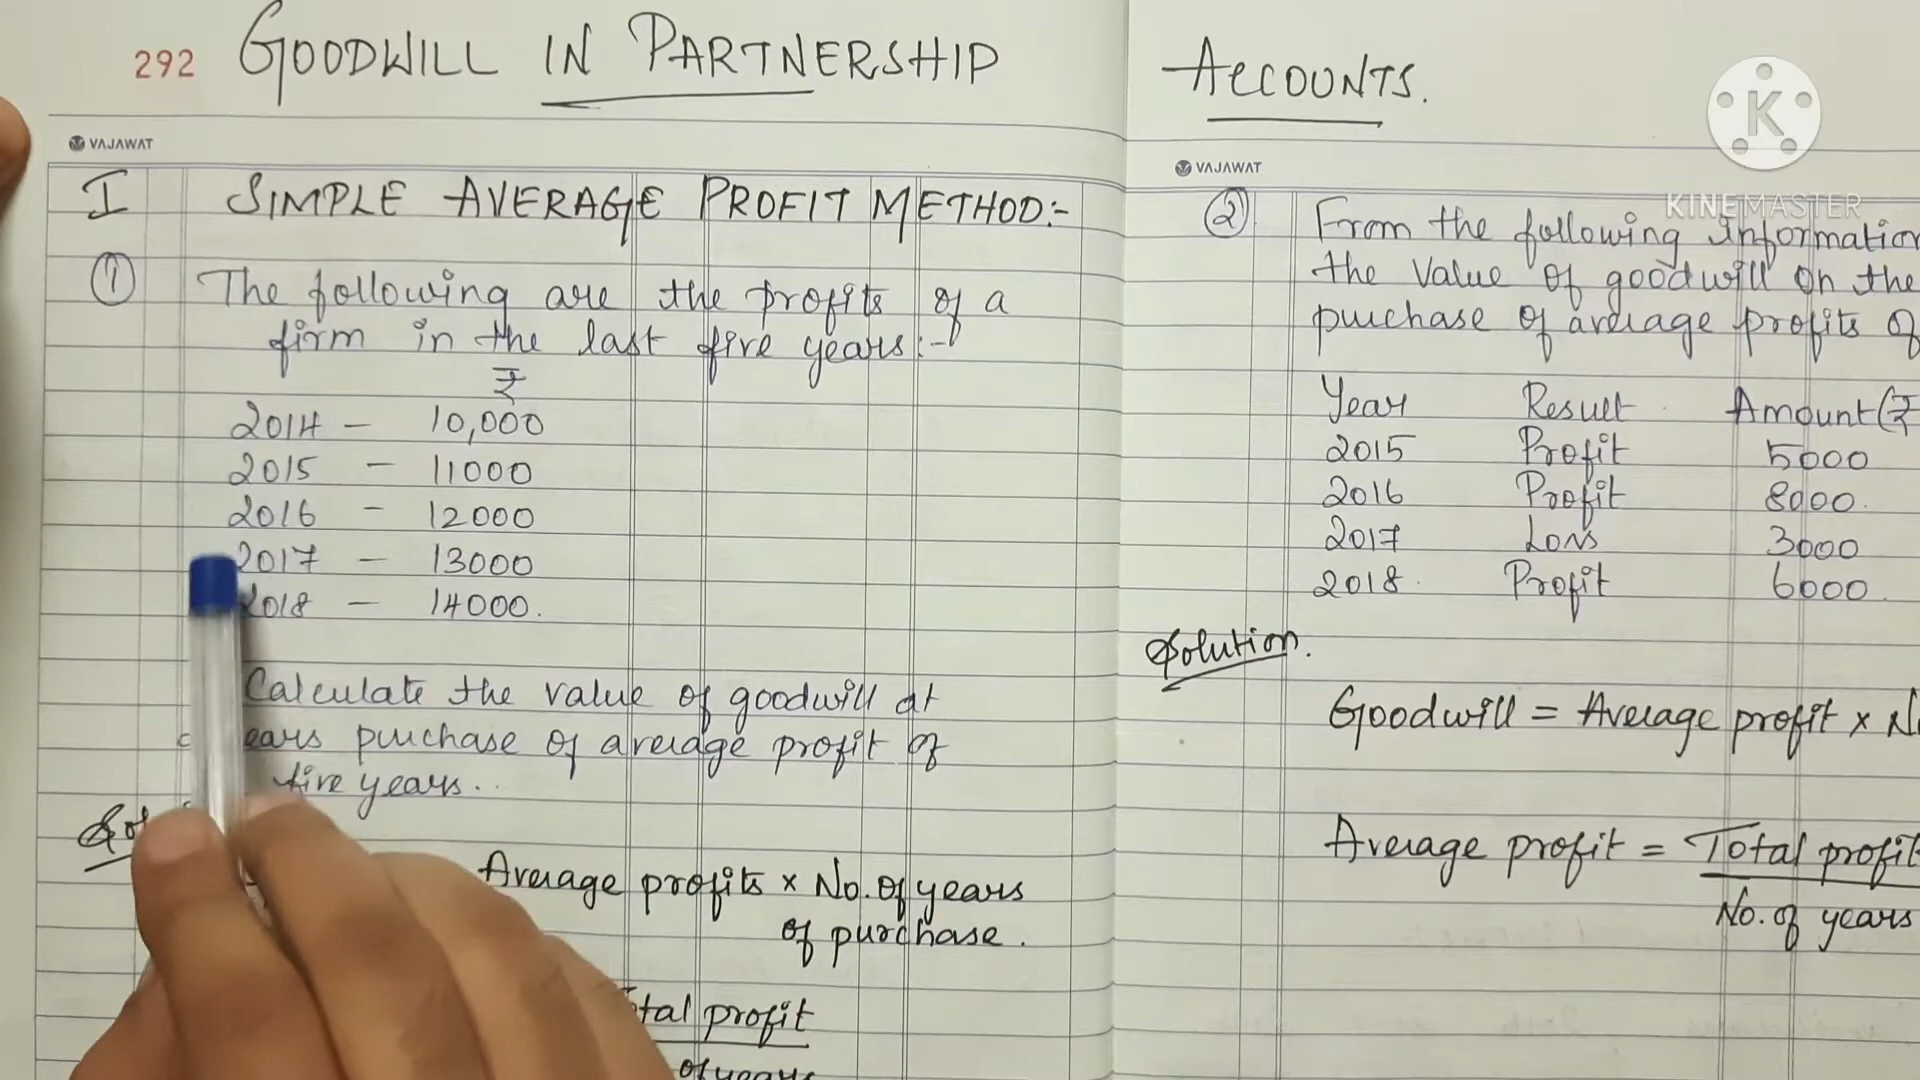 292 GOODWILL IN PARTNERSHIP ACCOUNTS.
VAJAWAT
I SIMPLE AVERAGE PROFIT METHOD:-
① The following are the profits of a
firm in the last five years:-
₹
2014 - 10,000
2015 - 11000
2016 - 12000
2017 - 13000
2018 - 14000.
Calculate the value of goodwill at
purchase of average profit of
five years.
Average profits × No. of years
of purchase.
profit
of years
VAJAWAT
K
KINEMASTER
② From the following Information
the value of goodwill on the
purchase of average profits of
Year Result Amount (₹
2015 Profit 5000
2016 Profit 8000.
2017 Loss 3000
2018. Profit 6000.
Solution.
Goodwill = Average profit × No
Average profit = Total profit
No. of years